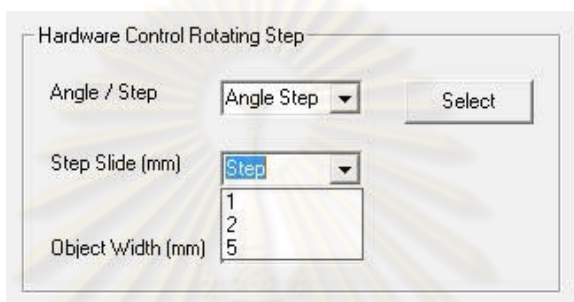 Hardware Control Rotating Step
Angle / Step Angle Step Select
Step Slide (mm) Step
1
2
Object Width (mm) 5